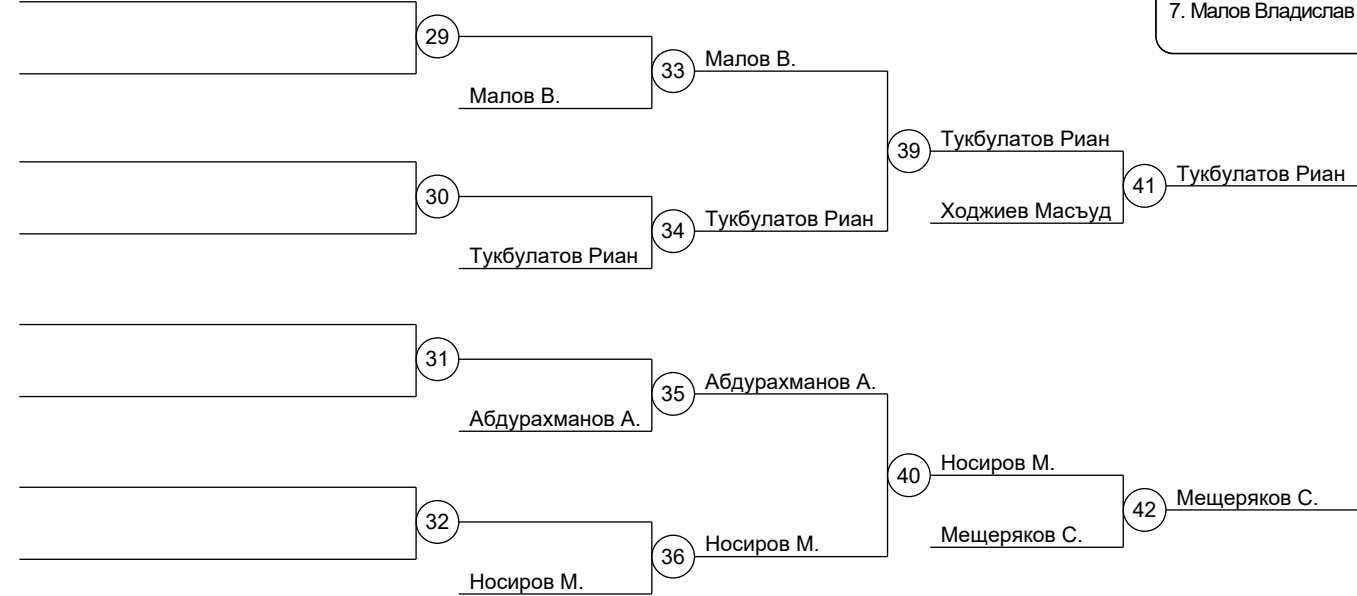 7. Малов Владислав
29
Малов В.
33
Малов В.
Малов В.
39
Тукбулатов Риан
41
Тукбулатов Риан
30
Ходжиев Масъуд
34
Тукбулатов Риан
Тукбулатов Риан
31
35
Абдурахманов А.
Абдурахманов А.
40
Носиров М.
42
Мещеряков С.
32
Мещеряков С.
36
Носиров М.
Носиров М.